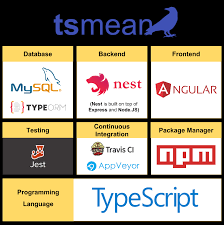 tsmean
Database
Backend
Frontend
MySQL
TYPEORM
nest
(Nest is built on top of
Express and Node.JS)
ANGULAR
Testing
Continuous
Integration
Package Manager
Jest
Travis CI
AppVeyor
npm
Programming
Language
TypeScript